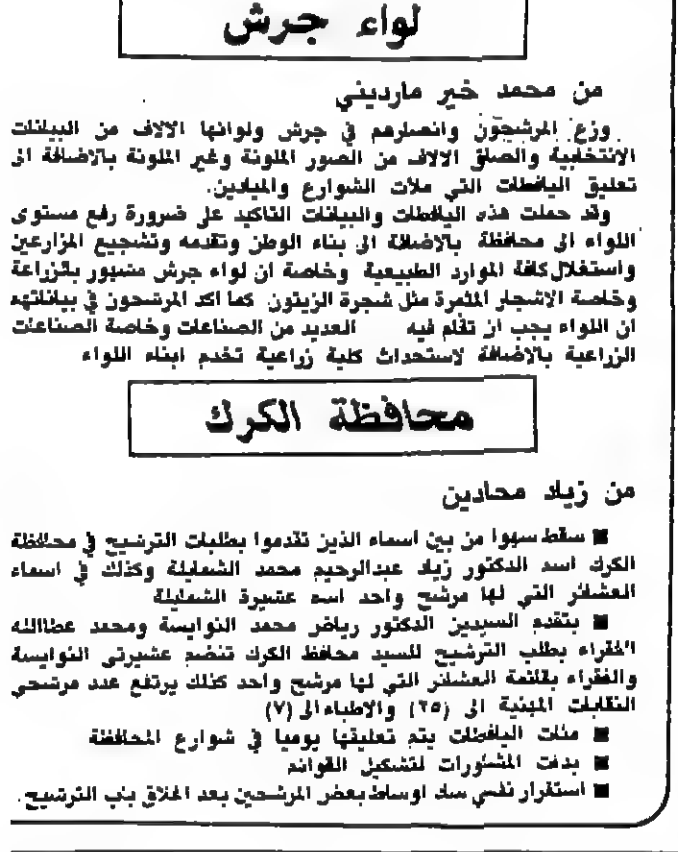 لواء جرش
من محمد خير مارديني
وزع المرشحون وانصارهم في جرش ولوانها الالاف من البيانات
الانتخابية والصاق الالاف من الصور الملونة وغير الملونة بالاضافة الى
تعليق اليافطات التي ملات الشوارع والميادين.
وقد حملت هذه اليافطات والبيانات التاكيد على ضرورة رفع مستوى
اللواء الى محافظة بالاضافة الى بناء الوطن وتقدمه وتشجيع المزارعين
واستغلال كافة الموارد الطبيعية وخاصة ان لواء جرش مشهور بالزراعة
وخاصة الاشجار المثمرة مثل شجرة الزيتون. كما اكد المرشحون في بياناتهم
ان اللواء يجب ان تقام فيه العديد من الصناعات وخاصة الصناعات
الزراعية بالاضافة لاستحداث كلية زراعية تخدم ابناء اللواء
محافظة الكرك
من زياد محادين
■ سقط سهوا من بين اسماء الذين تقدموا بطلبات الترشيح في محافظة
الكرك اسم الدكتور زياد عبدالرحيم محمد الشمايلة وكذلك في اسماء
العشائر التي لها مرشح واحد اسم عشيرة الشمايلة
■ بتقديم السيدين الدكتور رياض محمد النوايسة ومحمد عطاالله
الفقراء بطلب الترشيح للسيد محافظ الكرك تنضم عشيرتي النوايسة
والفقراء بقائمة العشائر التي لها مرشح واحد كذلك يرتفع عدد مرشحي
النقابات المهنية الى (٢٥) والاطباء الى (٧)
■ مئات اليافطات يتم تعليقها يوميا في شوارع المحافظة
■ بدات المشاورات لتشكيل القوائم
■ استقرار نفسي ساد اوساط بعض المرشحين بعد اغلاق باب الترشيح.